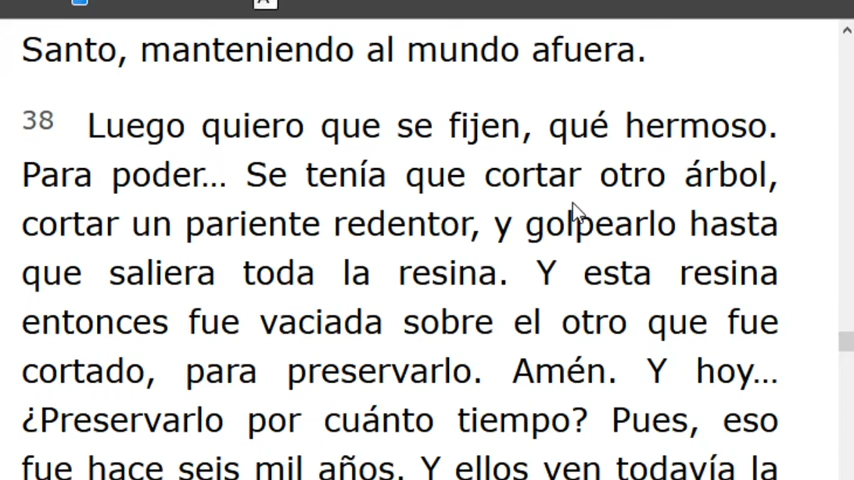 Santo, manteniendo al mundo afuera.
38 Luego quiero que se fijen, qué hermoso.
Para poder... Se tenía que cortar otro árbol,
cortar un pariente redentor, y golpearlo hasta
que saliera toda la resina. Y esta resina
entonces fue vaciada sobre el otro que fue
cortado, para preservarlo. Amén. Y hoy...
¿Preservarlo por cuánto tiempo? Pues, eso
fue hace seis mil años. Y ellos ven todavía la